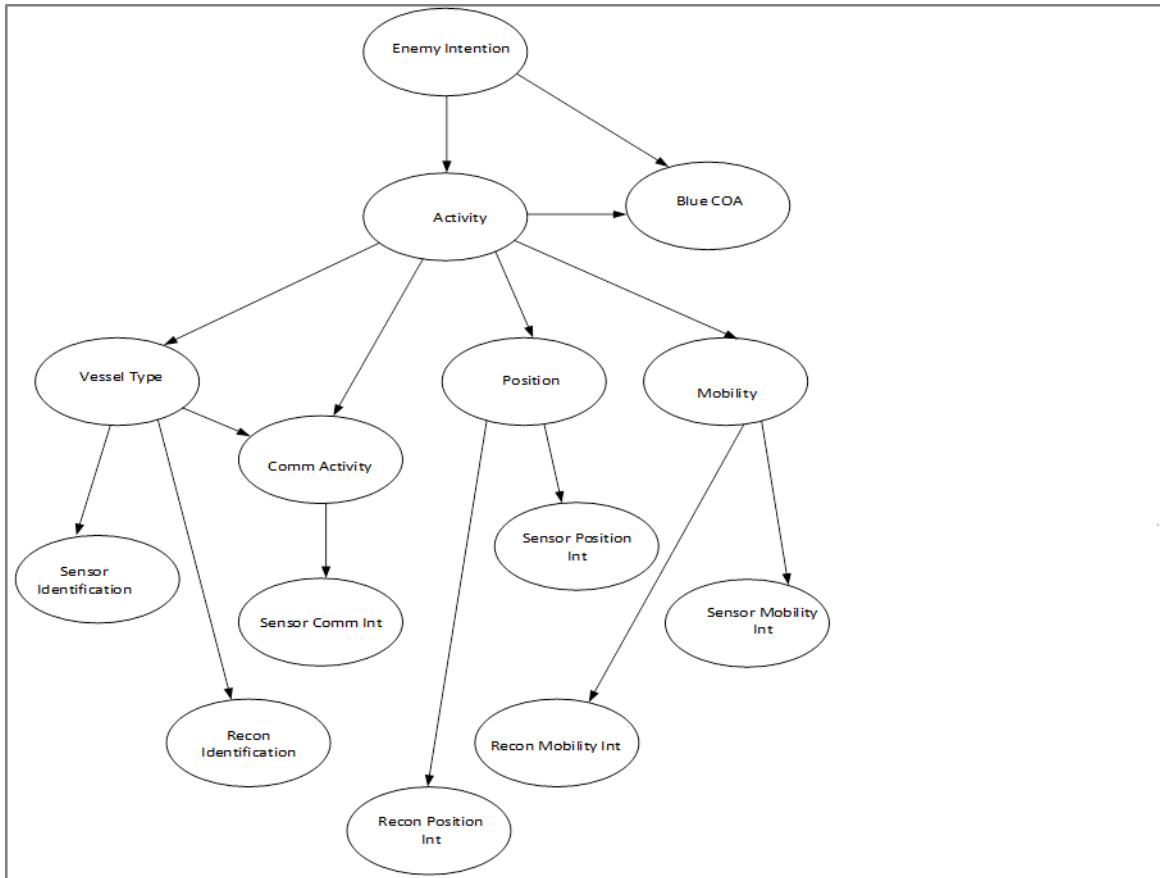 Enemy Intention
Blue COA
Activity
Vessel Type
Position
Mobility
Comm Activity
Sensor Position
Int
Sensor
Identification
Sensor Comm Int
Sensor Mobility
Int
Recon
Identification
Recon Mobility Int
Recon Position
Int